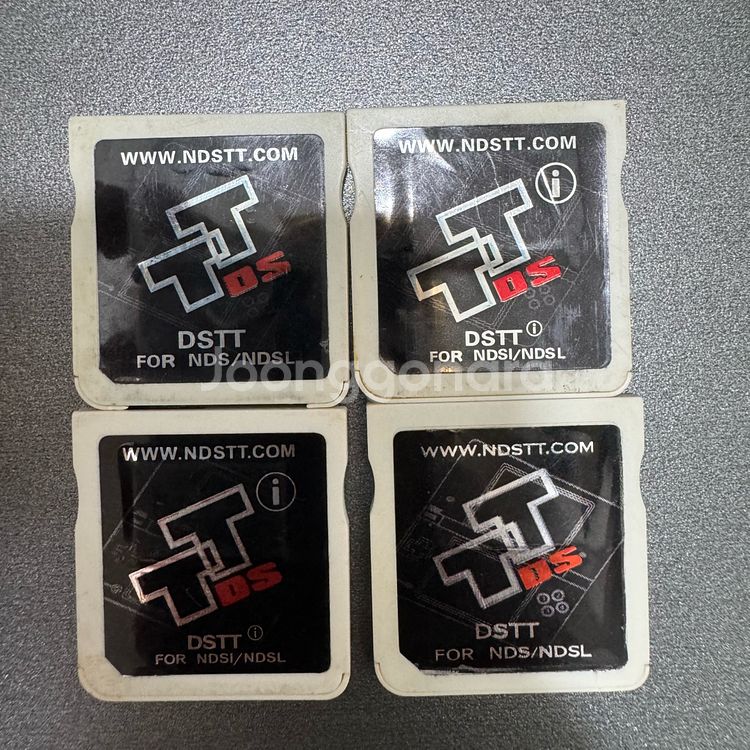 WWW.NDSTT.COM
TT DS
DSTT
FOR NDS/NDSL
WWW.NDSTT.COM
i
TT DS
DSTT i
FOR NDSI/NDSL
Joonggonara
WWW.NDSTT.COM
i
TT DS
DSTT i
FOR NDSI/NDSL
WWW.NDSTT.COM
TT DS
DSTT
FOR NDS/NDSL